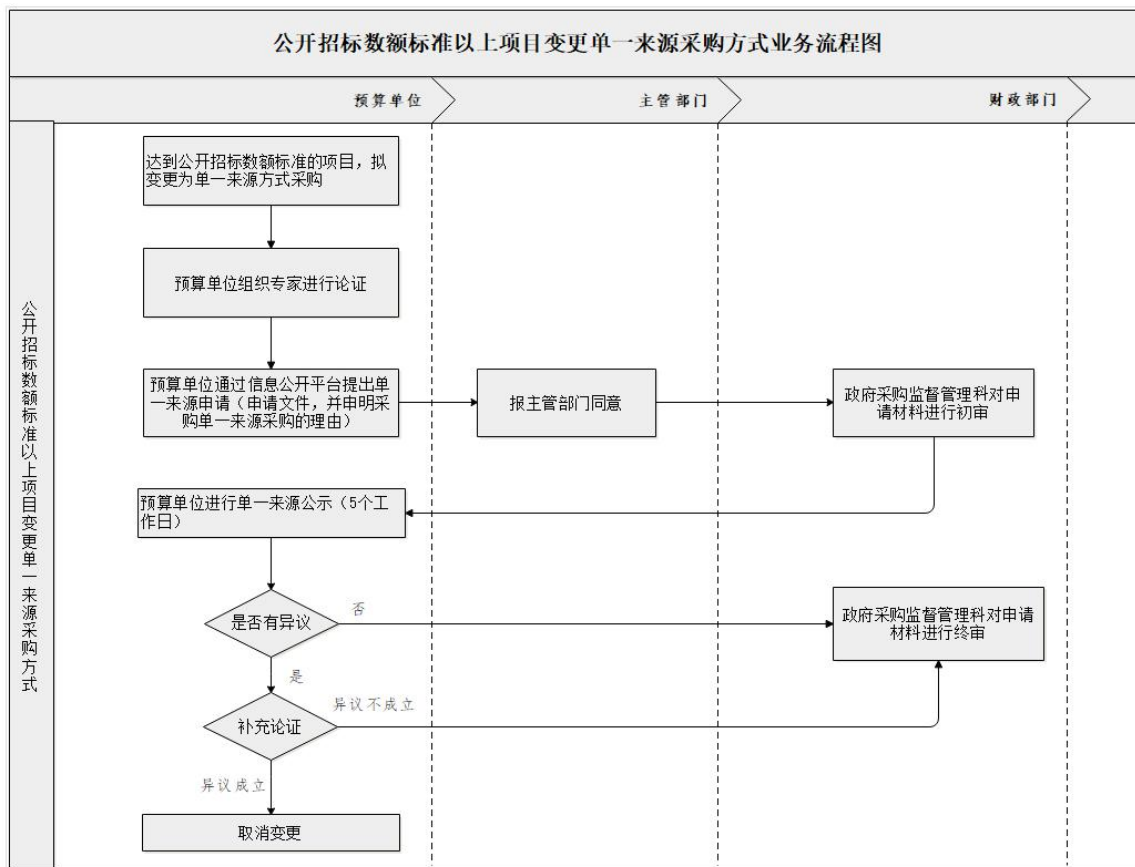 公开招标数额标准以上项目变更单一来源采购方式业务流程图
预算单位
主管部门
财政部门
公开招标数额标准以上项目变更单一来源采购方式
达到公开招标数额标准的项目，拟
变更为单一来源方式采购
预算单位组织专家进行论证
预算单位通过信息公开平台提出单
一来源申请（申请文件，并申明采
购单一来源采购的理由）
报主管部门同意
政府采购监督管理科对申
请材料进行初审
预算单位进行单一来源公示（5个工
作日）
是否有异议
否
政府采购监督管理科对申请
材料进行终审
是
补充论证
异议不成立
异议成立
取消变更